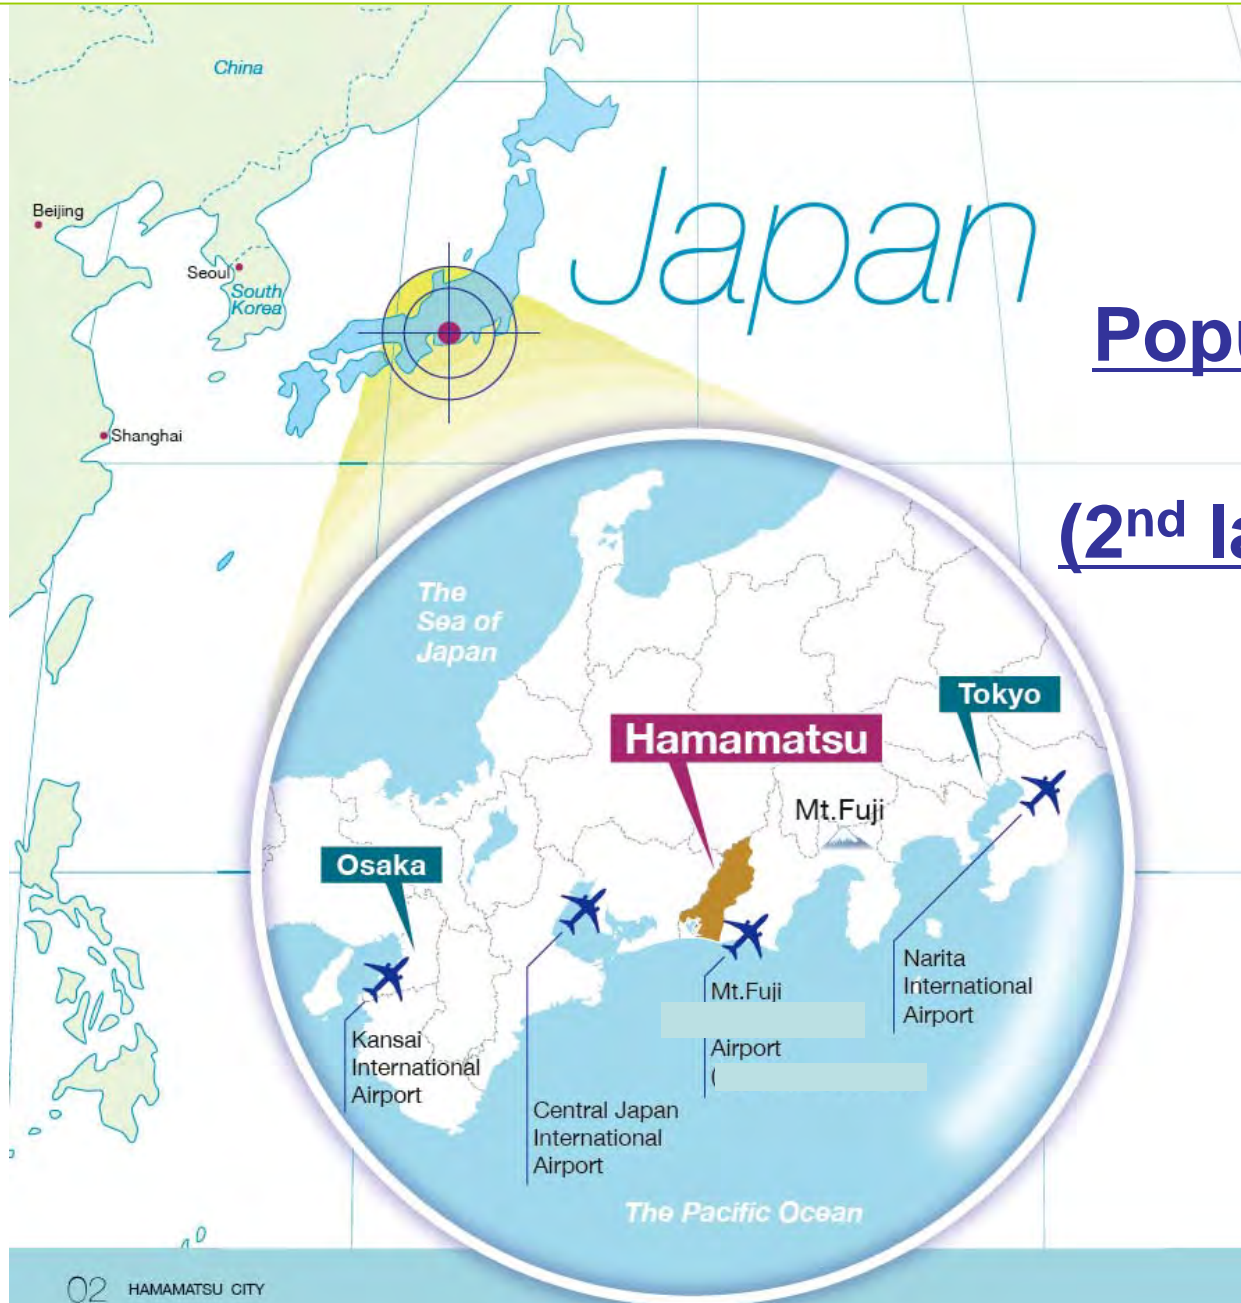 China
Japan
Beijing
Seoul
South
Korea
Popu
Shanghai
(2nd la
The
Sea of
Japan
Tokyo
Hamamatsu
Mt.Fuji
Osaka
Narita
International
Airport
Mt.Fuji
Airport
(
Kansai
International
Airport
Central Japan
International
Airport
The Pacific Ocean
02 HAMAMATSU CITY